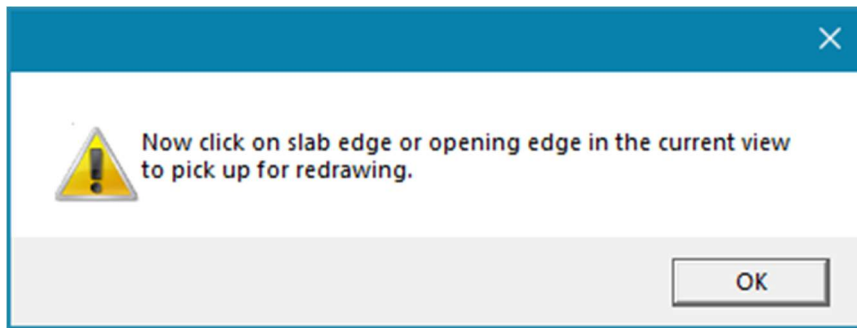 Now click on slab edge or opening edge in the current view
to pick up for redrawing.
OK